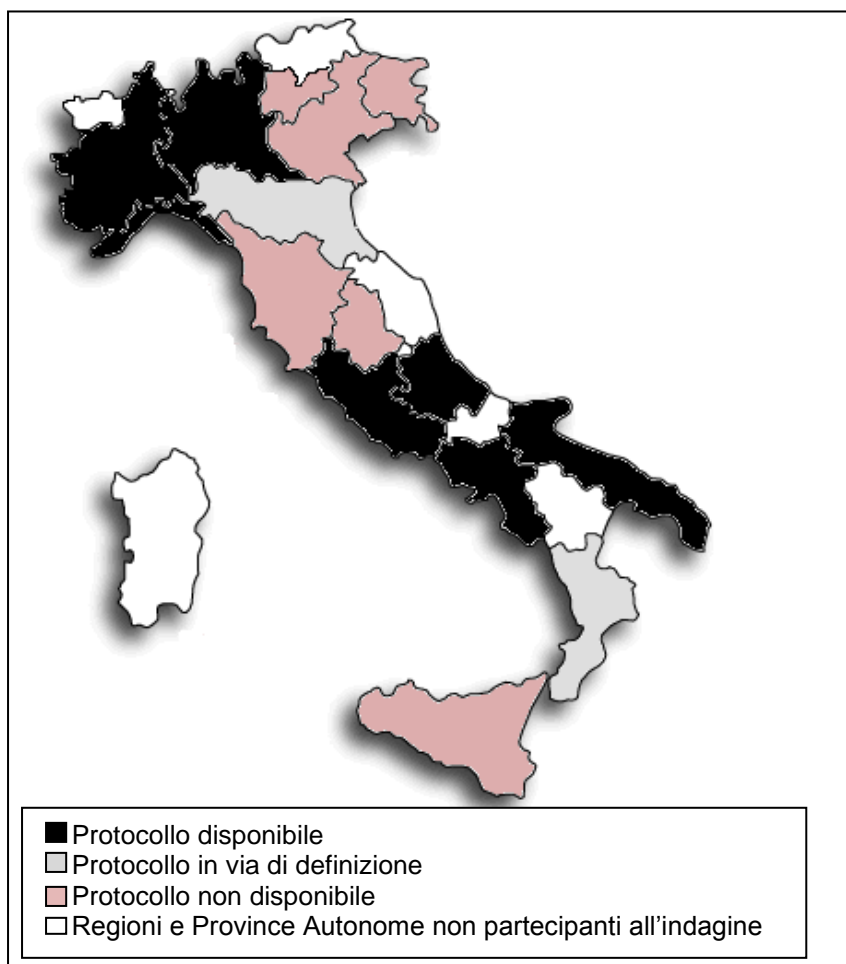 Protocollo disponibile
Protocollo in via di definizione
Protocollo non disponibile
Regioni e Province Autonome non partecipanti all'indagine